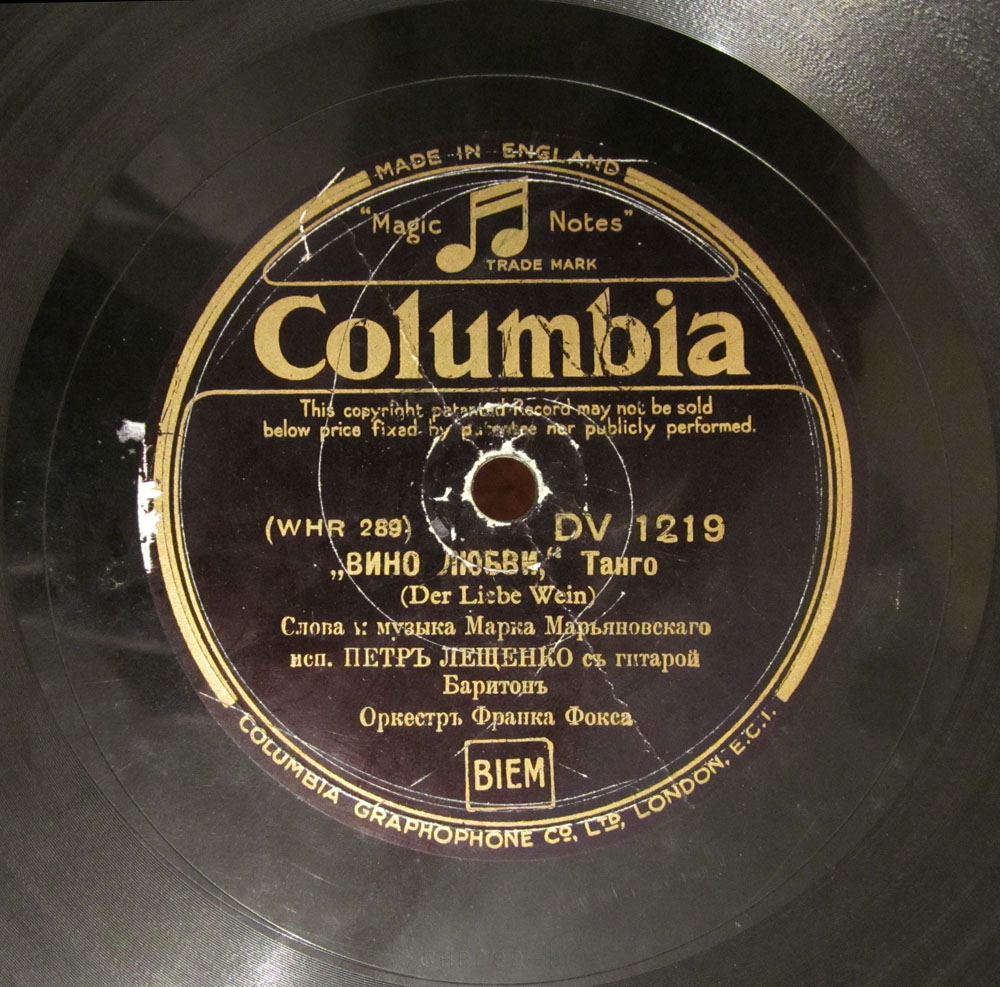 MADE IN ENGLAND
"Magic Notes"
TRADE MARK
Columbia
This copyright patented Record may not be sold
below price fixed by patentee nor publicly performed.
(WHR 289) DV 1219
„ВИНО ЛЮБВИ,“ Танго
(Der Liebe Wein)
Слова и музыка Марка Марьяновскаго
исп. ПЕТРЪ ЛЕЩЕНКО съ гитарой
Баритонъ
Оркестръ Франка Фокса
BIEM
COLUMBIA GRAPHOPHONE CO, LTD, LONDON, E.C.1.